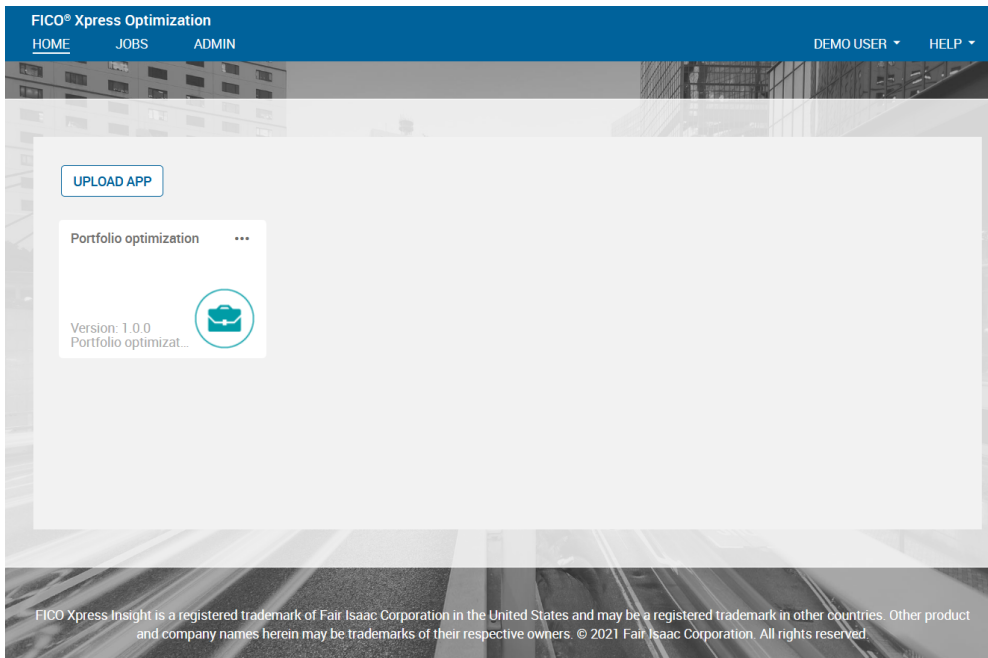 FICO® Xpress Optimization
HOME JOBS ADMIN DEMO USER HELP
UPLOAD APP
Portfolio optimization ...
Version: 1.0.0
Portfolio optimizat...
FICO Xpress Insight is a registered trademark of Fair Isaac Corporation in the United States and may be a registered trademark in other countries. Other product
and company names herein may be trademarks of their respective owners. © 2021 Fair Isaac Corporation. All rights reserved.